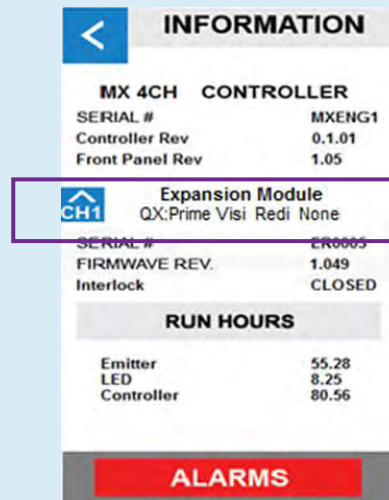 INFORMATION
MX 4CH CONTROLLER
SERIAL # MXENG1
Controller Rev 0.1.01
Front Panel Rev 1.05
CH1 Expansion Module
QX:Prime Visi Redi None
SERIAL # ER0005
FIRMWAVE REV. 1.049
Interlock CLOSED
RUN HOURS
Emitter 55.28
LED 8.25
Controller 80.56
ALARMS